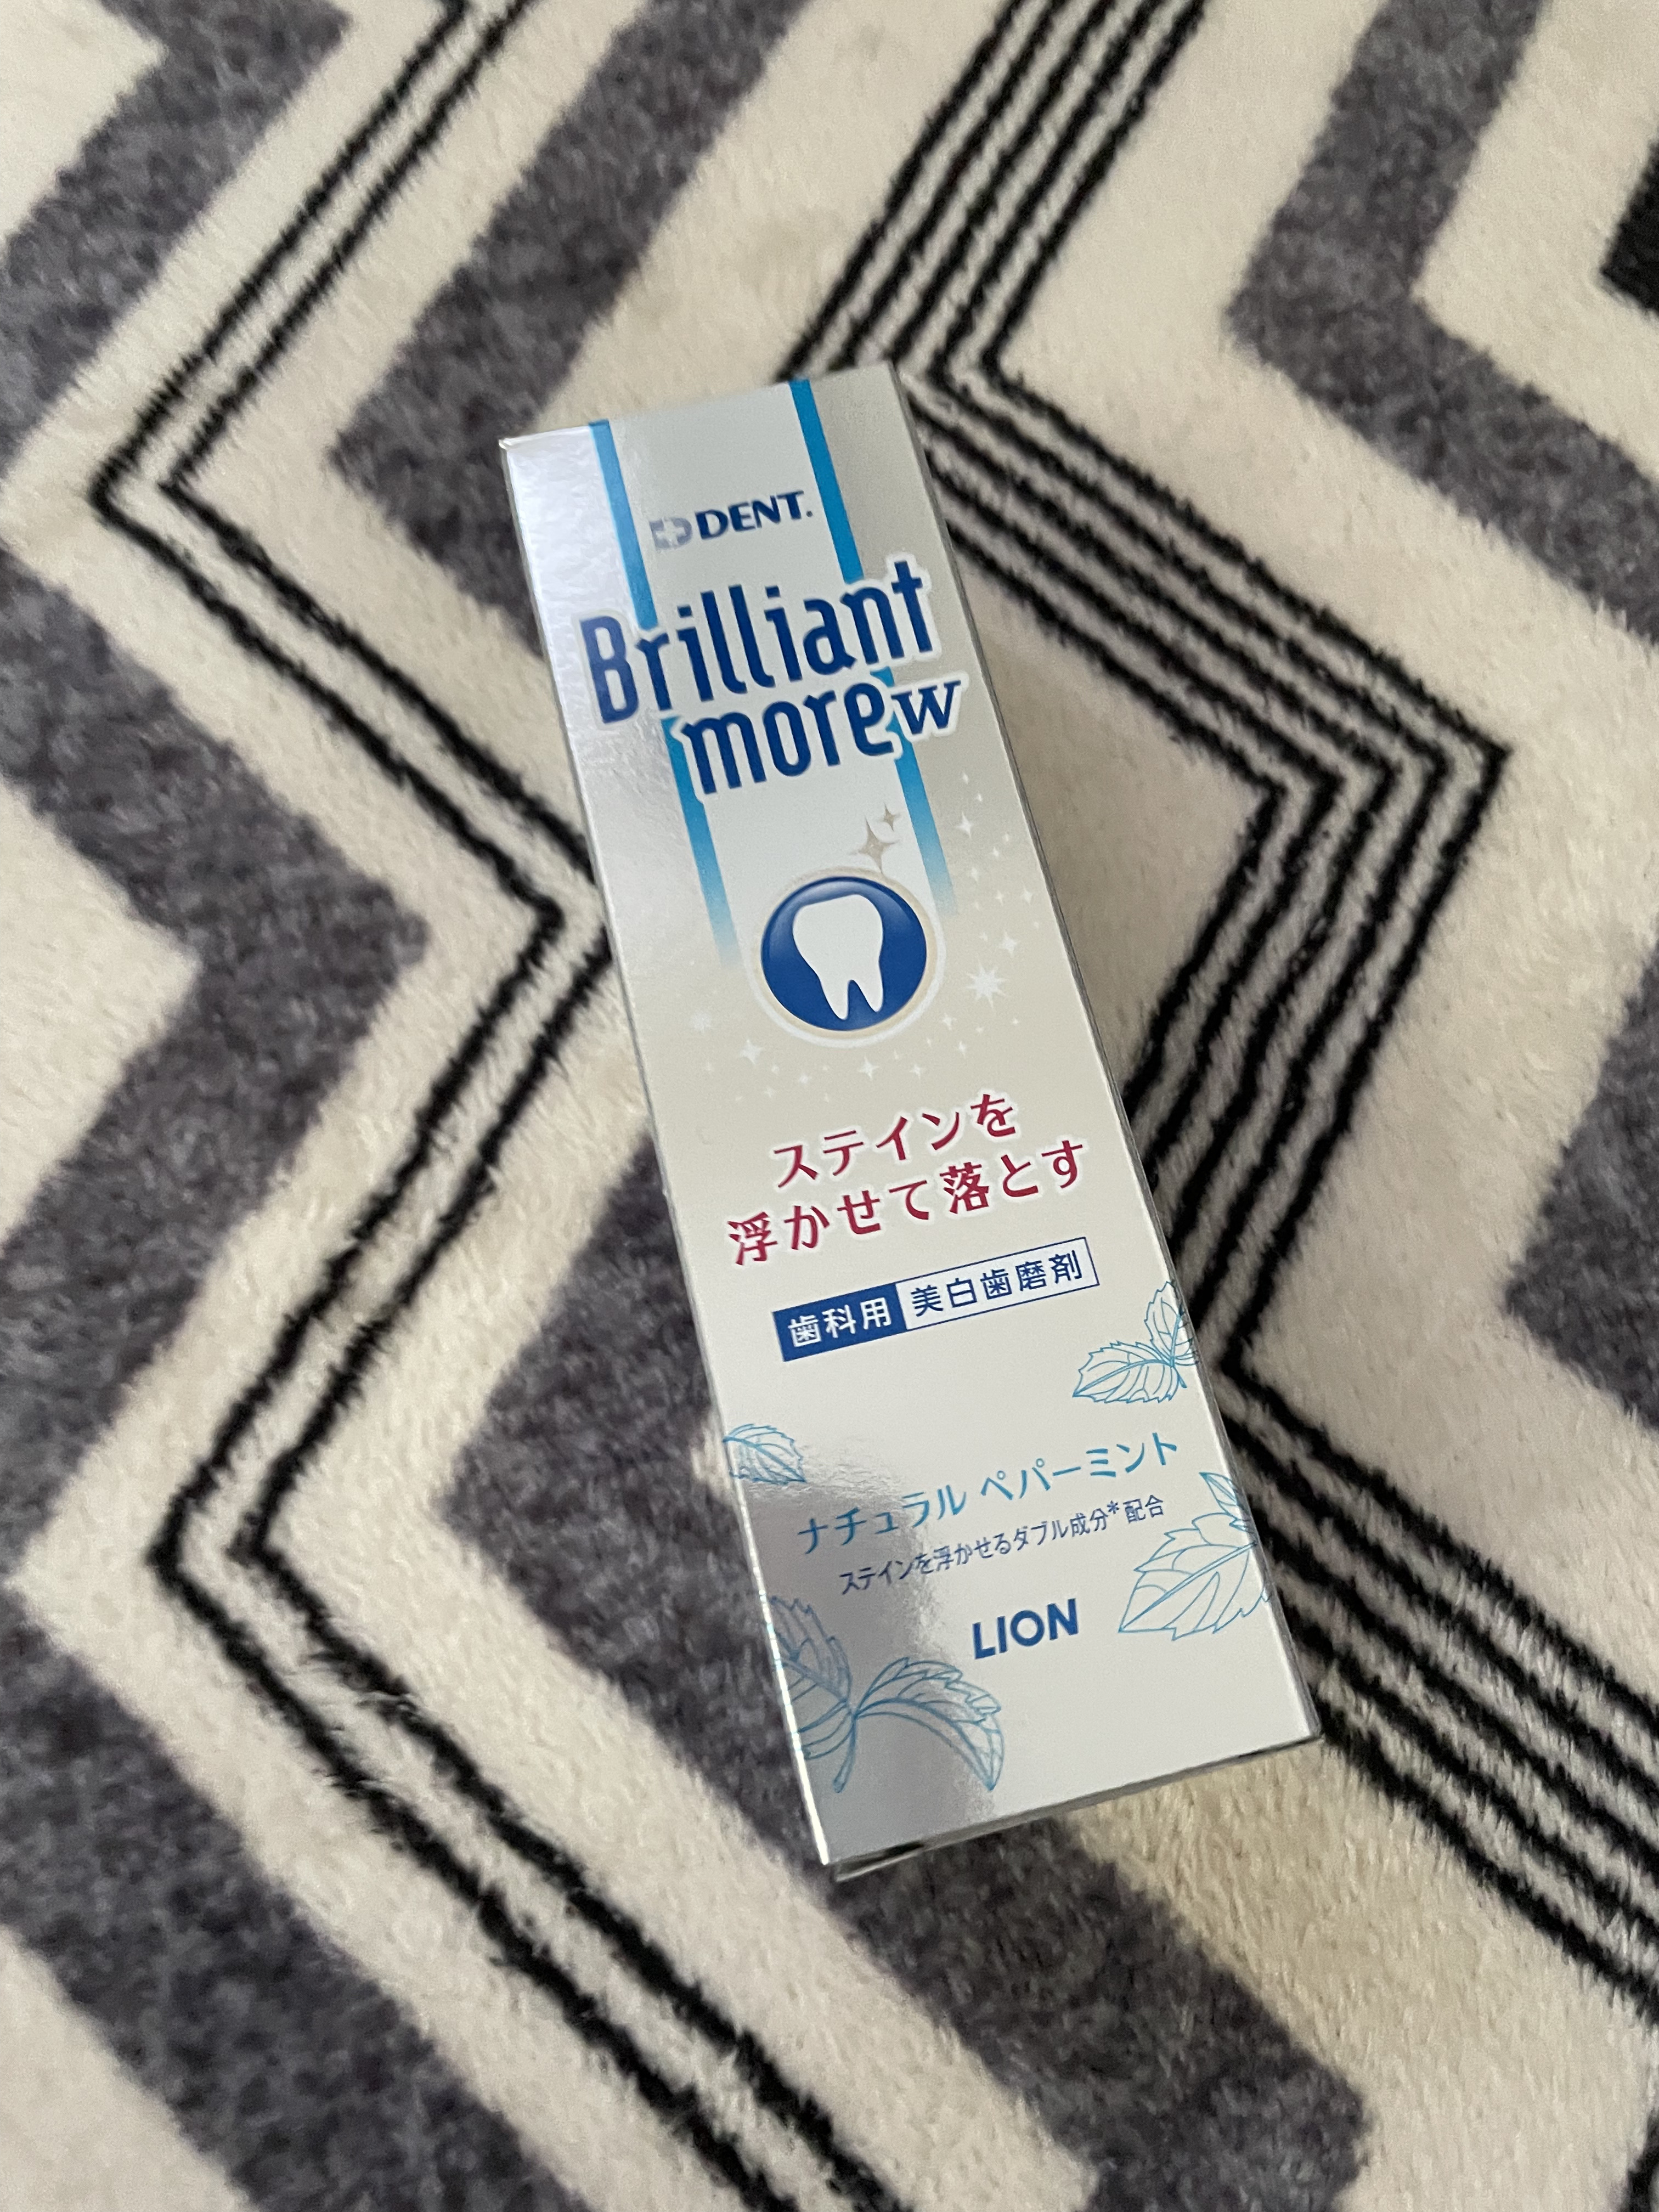 DENT.
Brilliant
more W
ステインを
浮かせて落とす
歯科用 美白歯磨剤
ナチュラル ペパーミント
ステインを浮かせるダブル成分*配合
LION